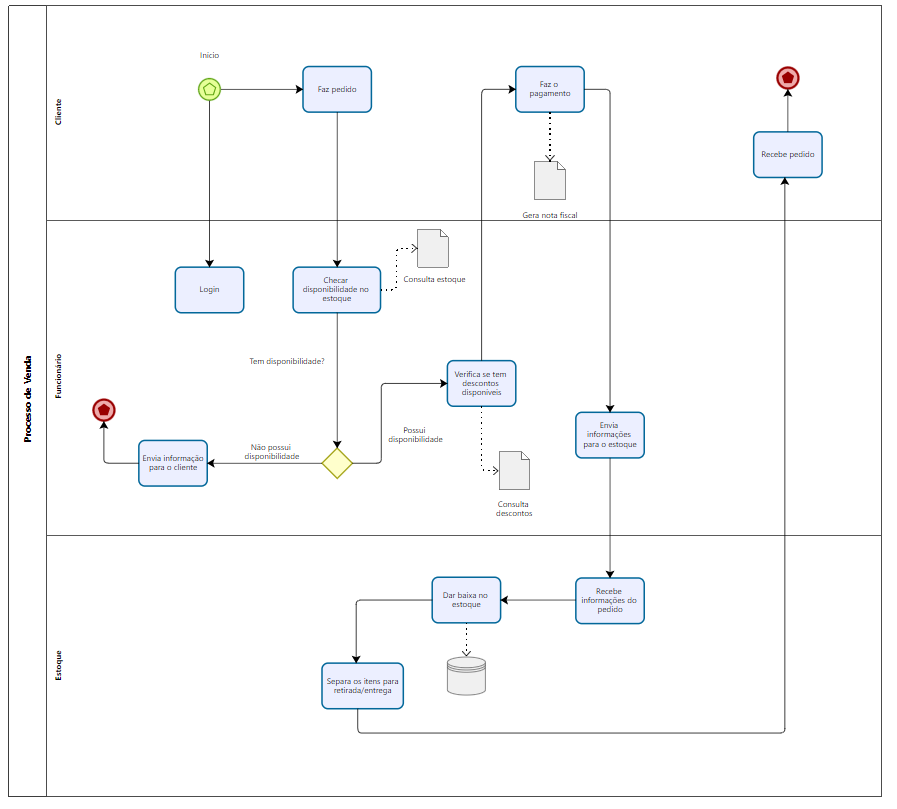 Processo de Venda
Cliente
Início
Faz pedido
Faz o
pagamento
Gera nota fiscal
Recebe pedido
Funcionário
Login
Checar
disponibilidade no
estoque
Consulta estoque
Tem disponibilidade?
Não possui
disponibilidade
Envia informação
para o cliente
Possui
disponibilidade
Verifica se tem
descontos
disponíveis
Consulta
descontos
Envia
informações
para o estoque
Estoque
Recebe
informações do
pedido
Dar baixa no
estoque
Separa os itens para
retirada/entrega